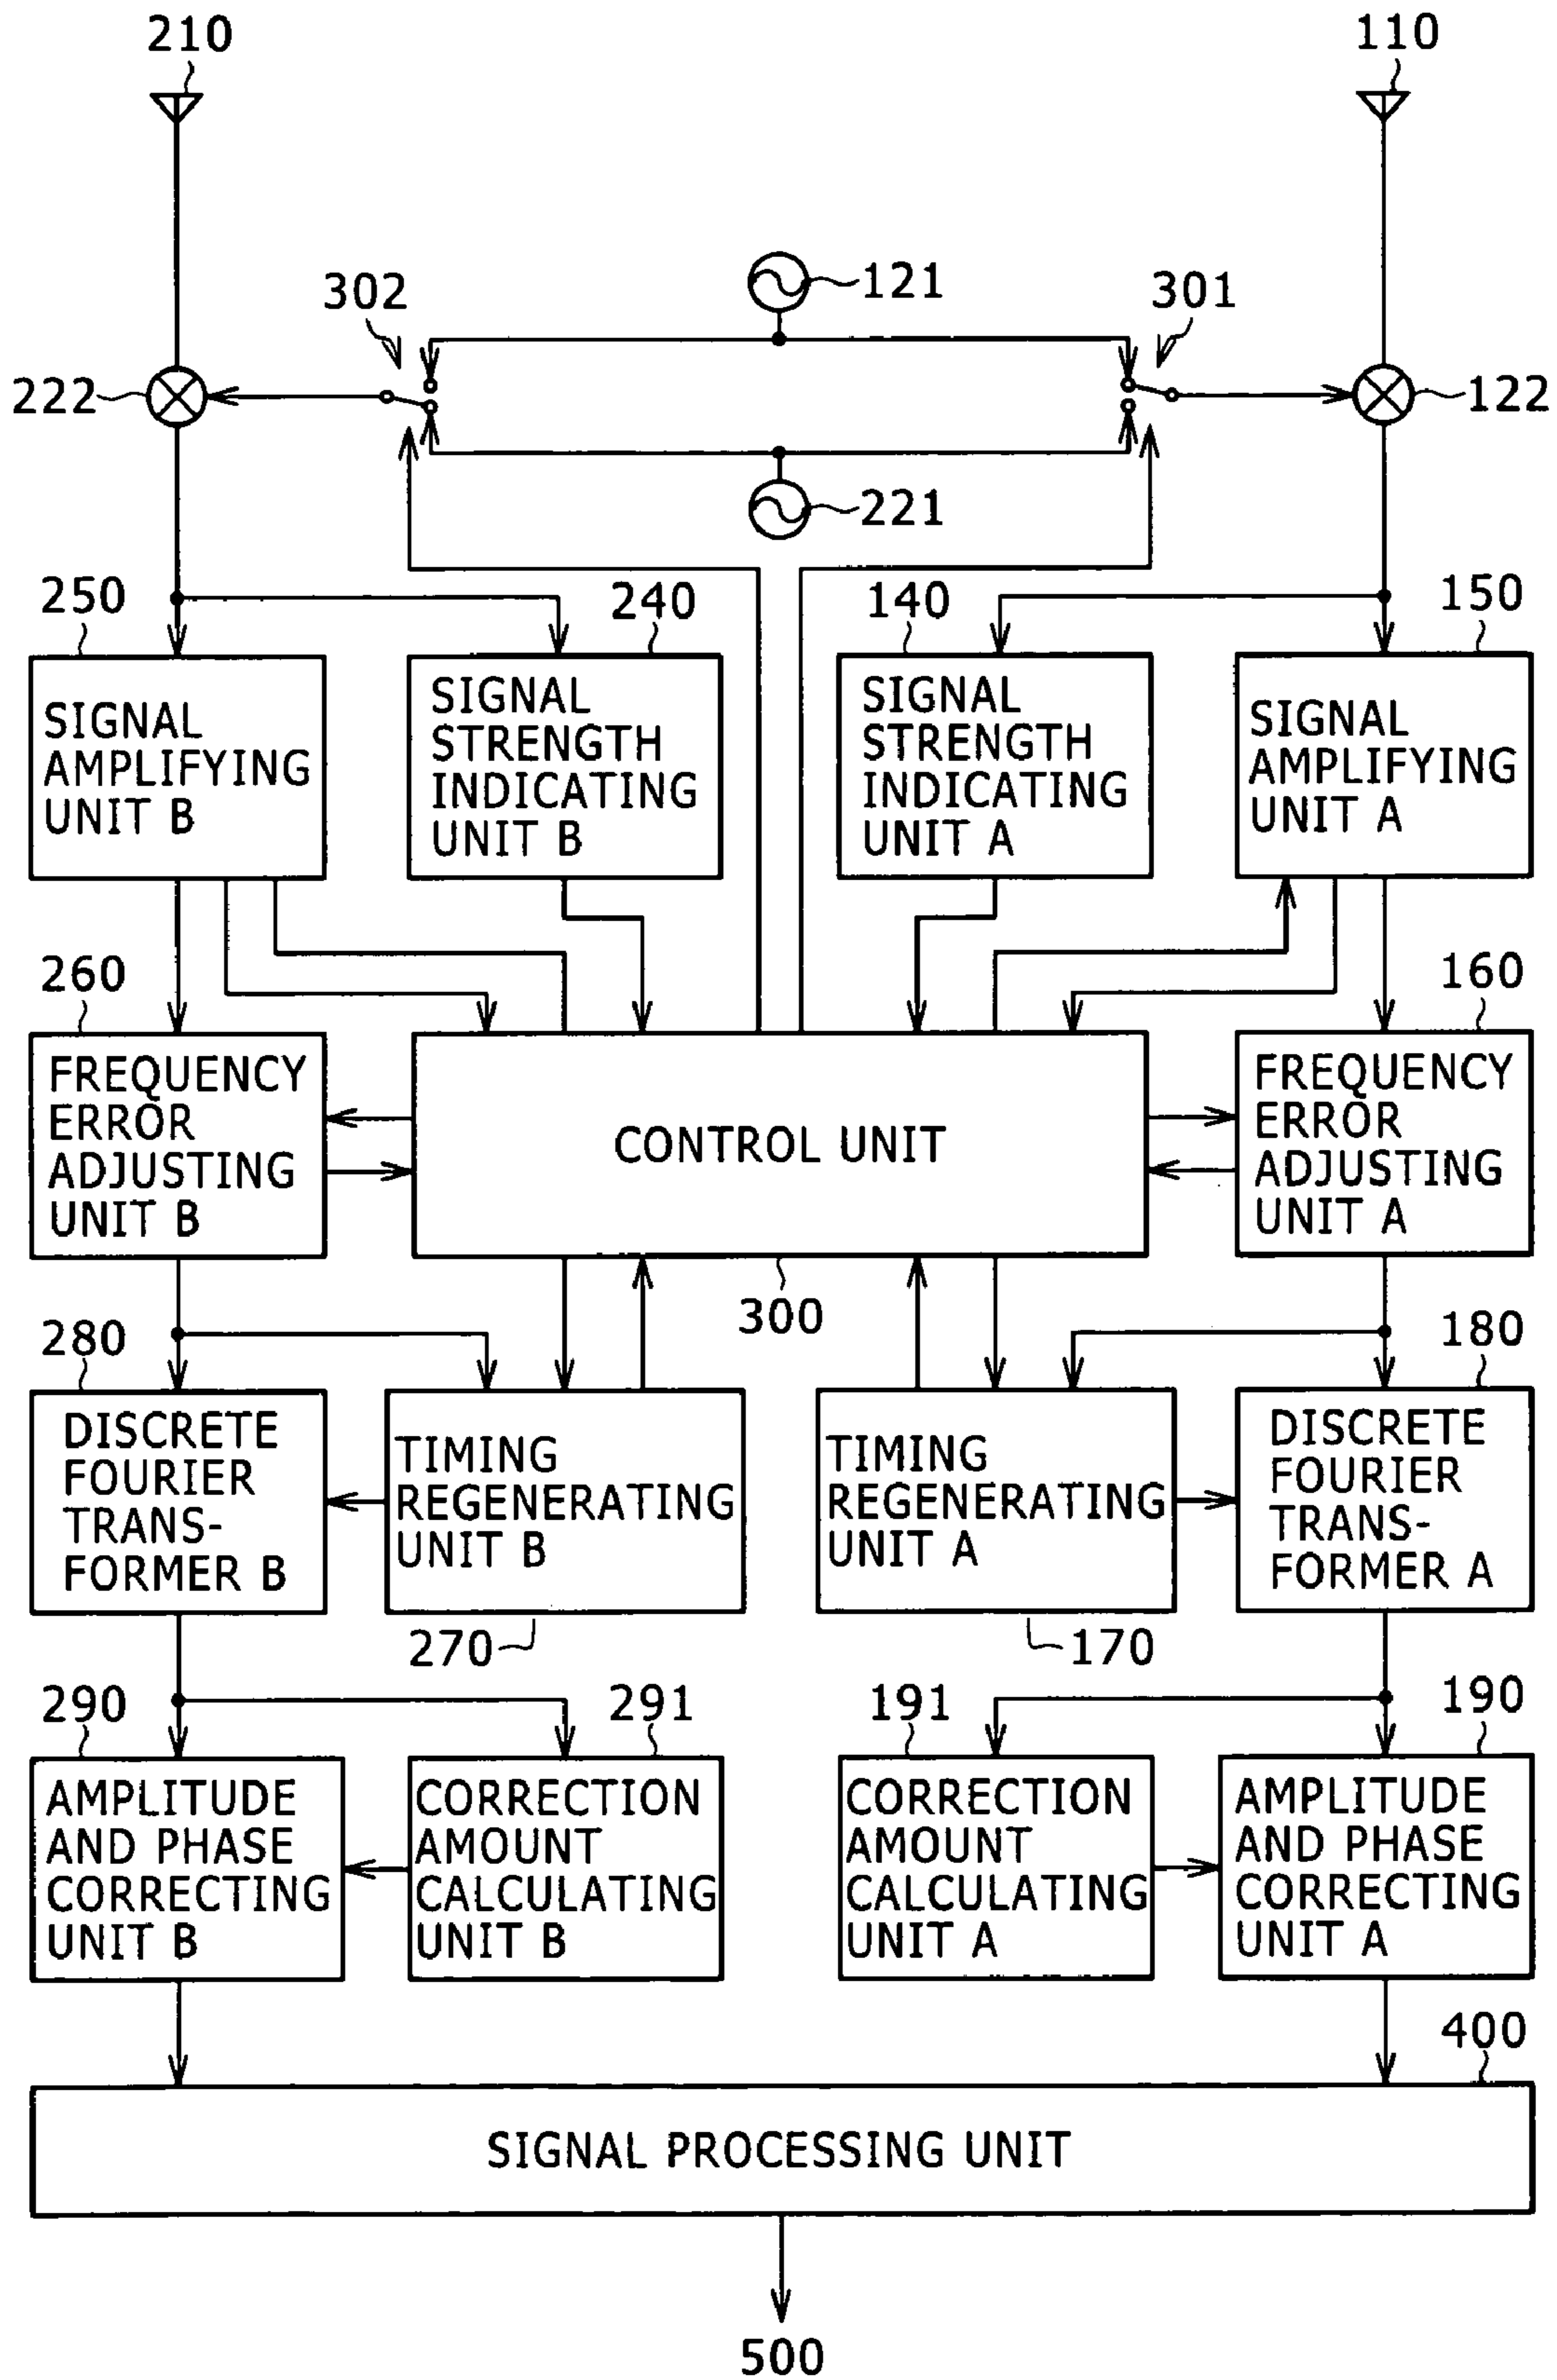 210
110
302
121
301
222
122
221
250
240
140
150
SIGNAL
AMPLIFYING
UNIT B
SIGNAL
STRENGTH
INDICATING
UNIT B
SIGNAL
STRENGTH
INDICATING
UNIT A
SIGNAL
AMPLIFYING
UNIT A
260
160
FREQUENCY
ERROR
ADJUSTING
UNIT B
CONTROL UNIT
FREQUENCY
ERROR
ADJUSTING
UNIT A
300
280
180
DISCRETE
FOURIER
TRANS-
FORMER B
TIMING
REGENERATING
UNIT B
TIMING
REGENERATING
UNIT A
DISCRETE
FOURIER
TRANS-
FORMER A
270
170
290
291
191
190
AMPLITUDE
AND PHASE
CORRECTING
UNIT B
CORRECTION
AMOUNT
CALCULATING
UNIT B
CORRECTION
AMOUNT
CALCULATING
UNIT A
AMPLITUDE
AND PHASE
CORRECTING
UNIT A
400
SIGNAL PROCESSING UNIT
500